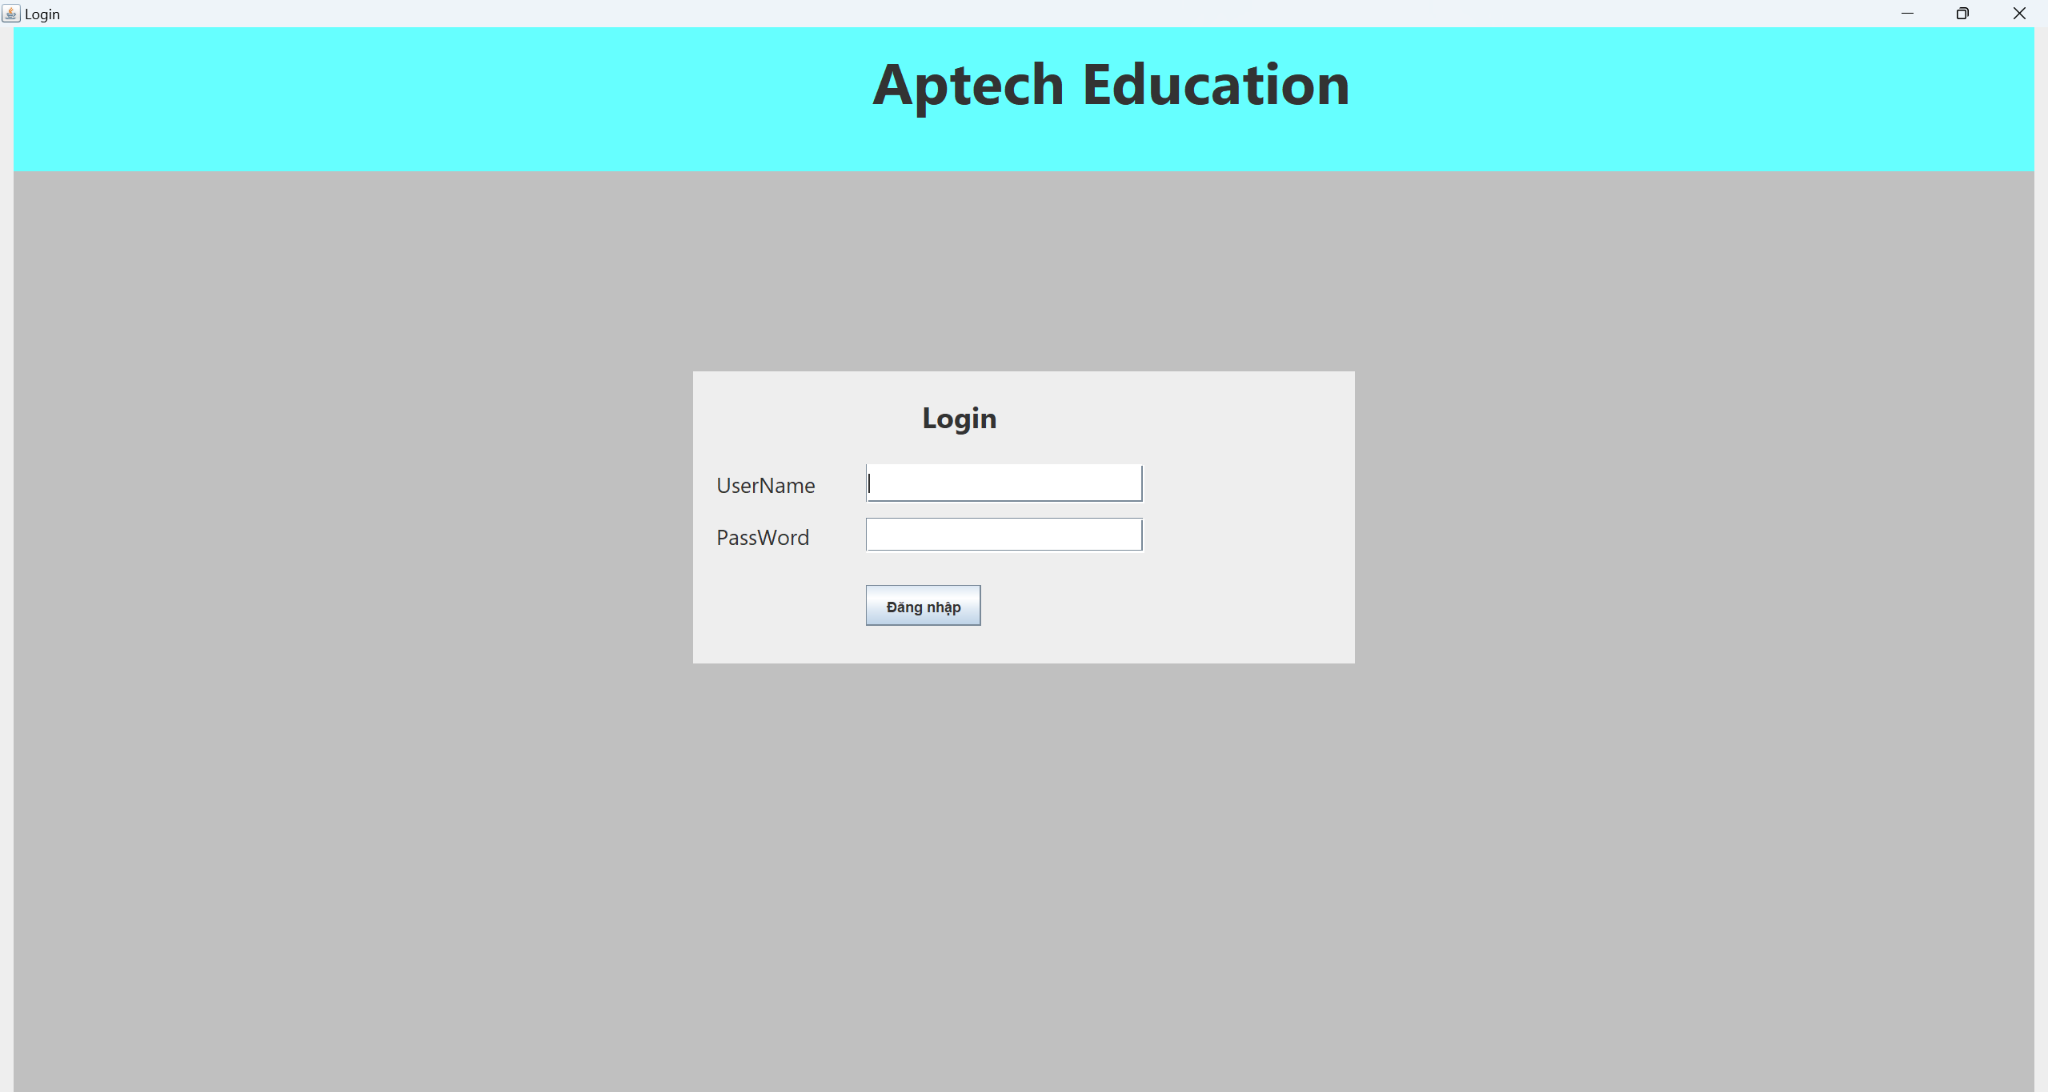 Login
Aptech Education
Login
UserName
PassWord
Đăng nhập